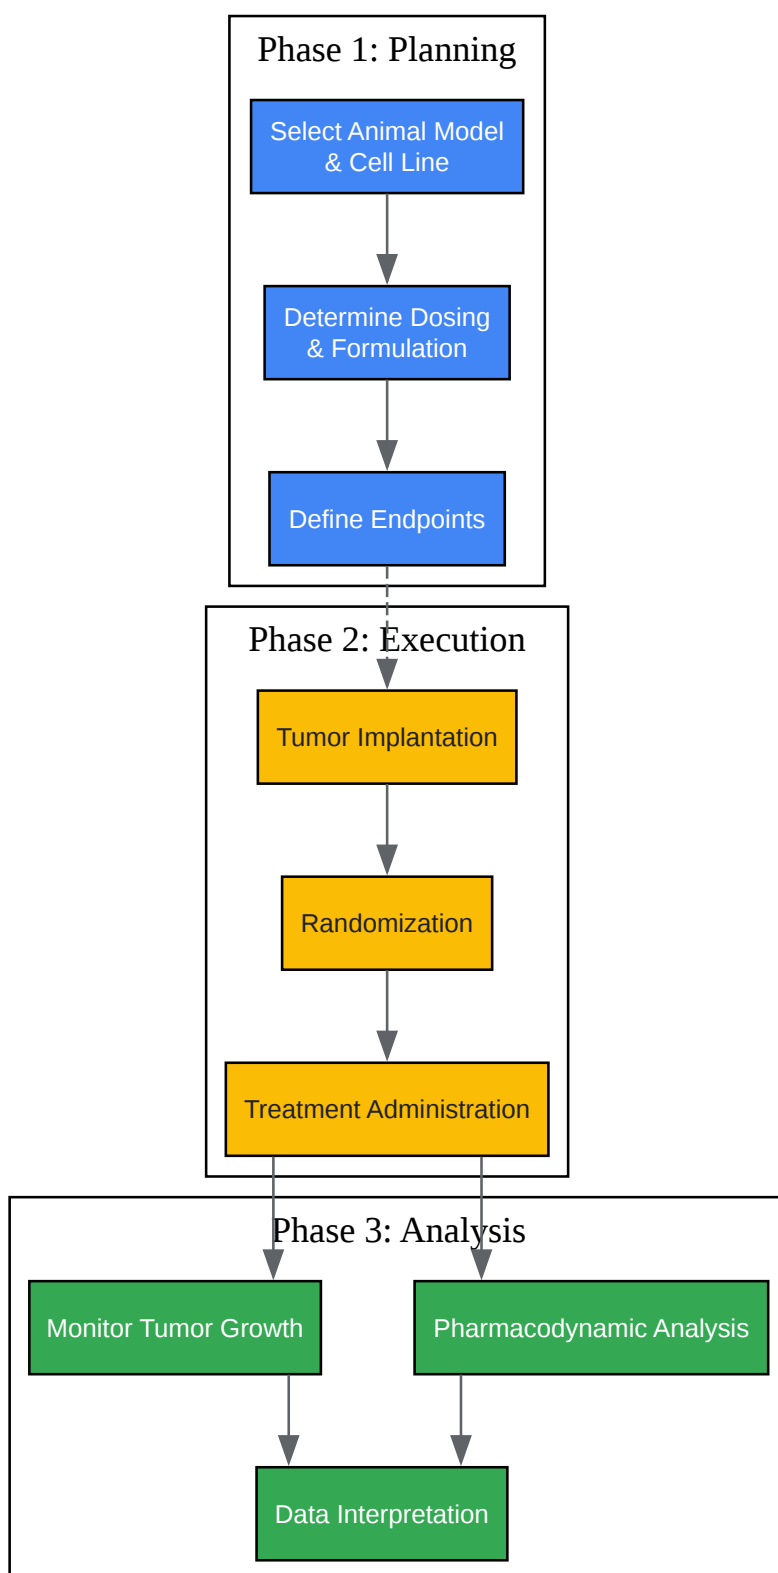 Phase 1: Planning
Select Animal Model
& Cell Line
Determine Dosing
& Formulation
Define Endpoints
Phase 2: Execution
Tumor Implantation
Randomization
Treatment Administration
Phase 3: Analysis
Monitor Tumor Growth
Pharmacodynamic Analysis
Data Interpretation